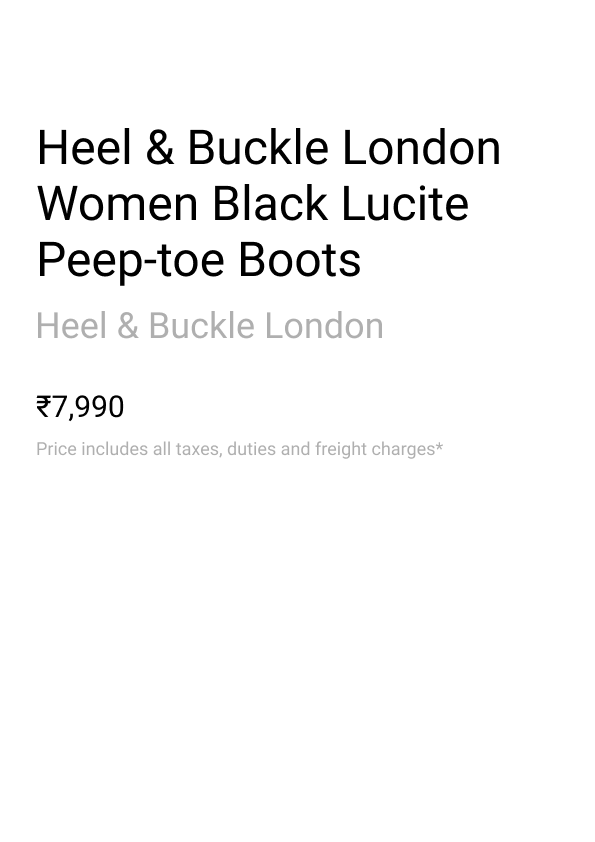 Heel & Buckle London
Women Black Lucite
Peep-toe Boots
Heel & Buckle London
₹7,990
Price includes all taxes, duties and freight charges*